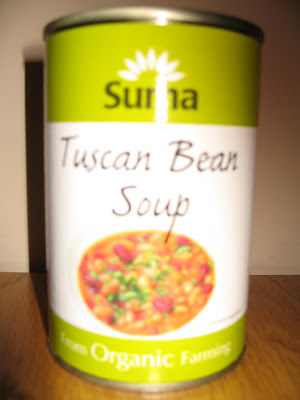 Suma
Tuscan Bean
Soup
From Organic Farming